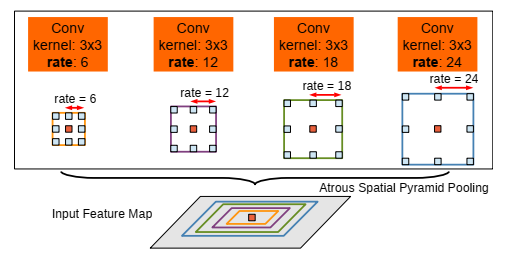 Conv
kernel: 3x3
rate: 6
Conv
kernel: 3x3
rate: 12
Conv
kernel: 3x3
rate: 18
Conv
kernel: 3x3
rate: 24
rate = 6
rate = 12
rate = 18
rate = 24
Atrous Spatial Pyramid Pooling
Input Feature Map